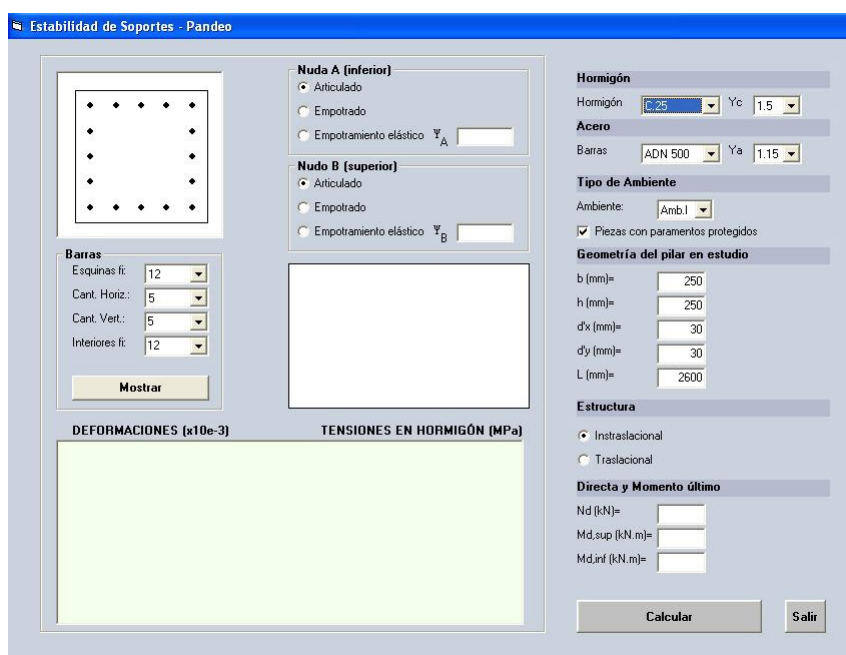 Estabilidad de Soportes - Pandeo
Nuda A (inferior)
Articulado
Empotrado
Empotramiento elástico Ψ A
Nudo B (superior)
Articulado
Empotrado
Empotramiento elástico Ψ B
Barras
Esquinas fi: 12
Cant. Horiz.: 5
Cant. Vert.: 5
Interiores fi: 12
Mostrar
DEFORMACIONES (x10e-3) TENSIONES EN HORMIGÓN (MPa)
Hormigón
Hormigón C.25 Yc 1.5
Acero
Barras ADN 500 Ya 1.15
Tipo de Ambiente
Ambiente: Amb.I
Piezas con paramentos protegidos
Geometría del pilar en estudio
b (mm)= 250
h (mm)= 250
d'x (mm)= 30
d'y (mm)= 30
L (mm)= 2600
Estructura
Instraslacional
Traslacional
Directa y Momento último
Nd (kN)=
Md,sup (kN.m)=
Md,inf (kN.m)=
Calcular Salir